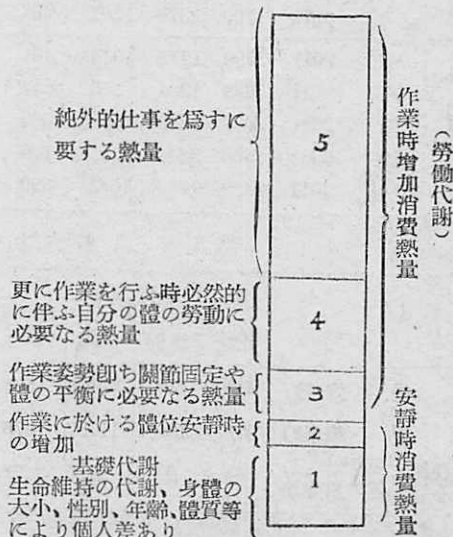 純外的仕事を爲すに
要する熱量
更に作業を行ふ時必然的
に伴ふ自分の體の勞動に
必要なる熱量
作業姿勢卽ち關節固定や
體の平衡に必要なる熱量
作業に於ける體位安靜時
の增加
基礎代謝
生命維持の代謝、身體の
大小、性別、年齡、體質等
により個人差あり
5
4
3
2
1
（勞働代謝）
作業時增加消費熱量
安靜時消費熱量